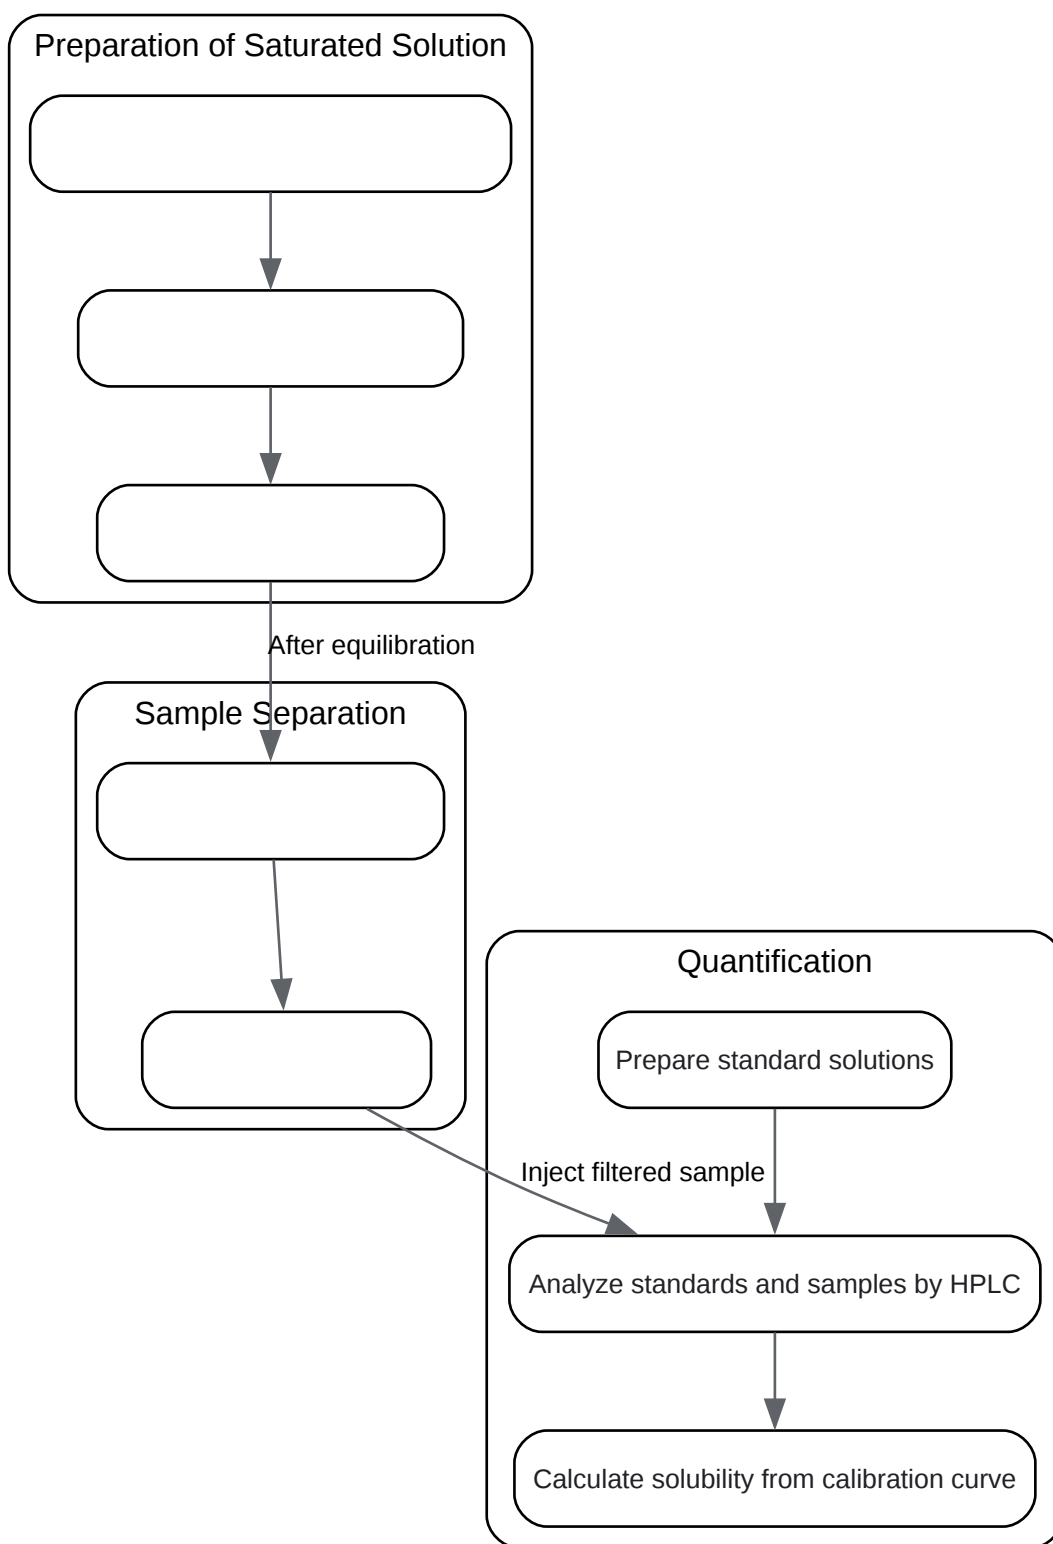 Preparation of Saturated Solution
After equilibration
Sample Separation
Quantification
Prepare standard solutions
Inject filtered sample
Analyze standards and samples by HPLC
Calculate solubility from calibration curve